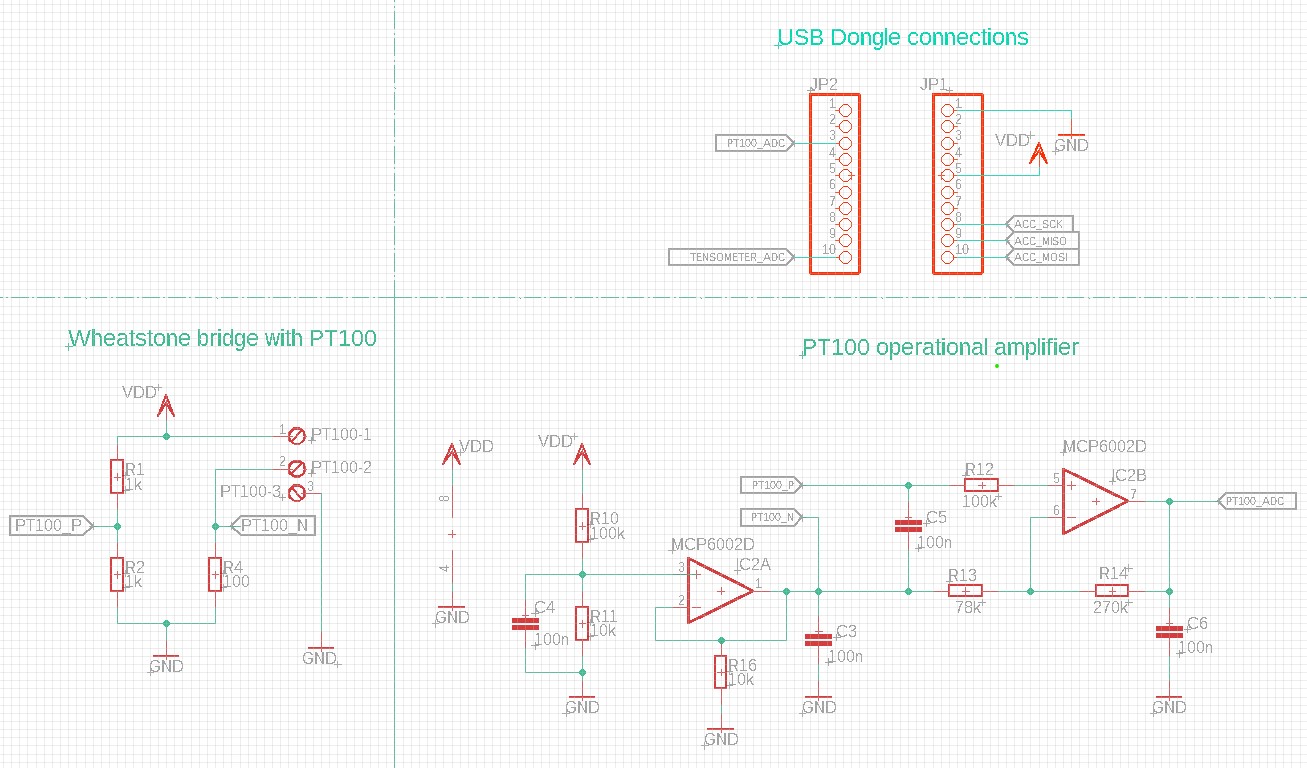 USB Dongle connections
JP2
JP1
1
2
3
4
5
6
7
8
9
10
1
2
3
4
5
6
7
8
9
10
PT100_ADC
TENSOMETER_ADC
VDD
GND
ACC_SCK
ACC_MISO
ACC_MOSI
Wheatstone bridge with PT100
VDD
1
PT100-1
2
PT100-2
PT100-3
3
R1
1k
PT100_P
PT100_N
R2
1k
R4
100
GND
GND
PT100 operational amplifier
VDD
8
4
GND
VDD
R10
100k
C4
100n
R11
10k
GND
MCP6002D
IC2A
3
2
1
R16
10k
GND
PT100_P
PT100_N
C5
100n
C3
100n
GND
R12
100k
R13
78k
MCP6002D
IC2B
5
6
7
R14
270k
PT100_ADC
C6
100n
GND